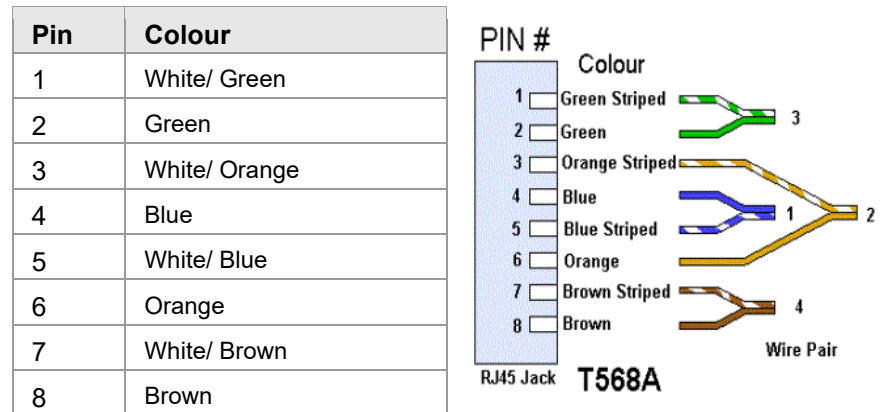 Pin Colour
1 White/ Green
2 Green
3 White/ Orange
4 Blue
5 White/ Blue
6 Orange
7 White/ Brown
8 Brown
PIN #
Colour
1 Green Striped
2 Green
3 Orange Striped
4 Blue
5 Blue Striped
6 Orange
7 Brown Striped
8 Brown
3
1
2
4
Wire Pair
RJ45 Jack T568A